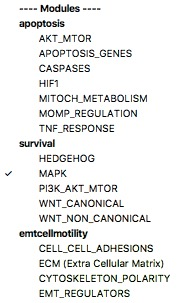 ---- Modules ----
apoptosis
AKT_MTOR
APOPTOSIS_GENES
CASPASES
HIF1
MITOCH_METABOLISM
MOMP_REGULATION
TNF_RESPONSE
survival
HEDGEHOG
✓ MAPK
PI3K_AKT_MTOR
WNT_CANONICAL
WNT_NON_CANONICAL
emtcellmotility
CELL_CELL_ADHESIONS
ECM (Extra Cellular Matrix)
CYTOSKELETON_POLARITY
EMT_REGULATORS